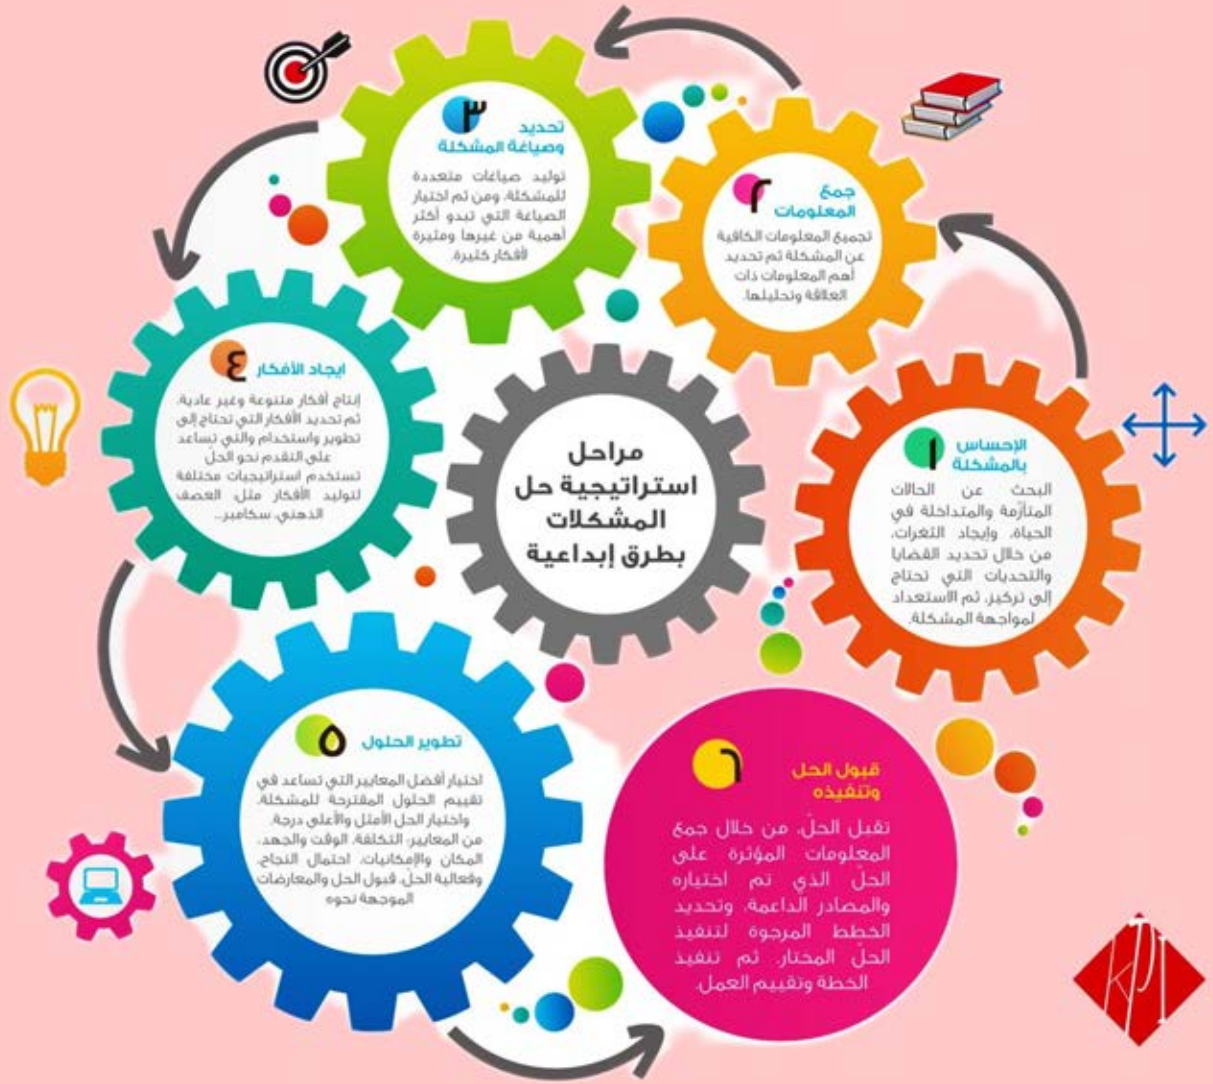 مراحل
استراتيجية حل
المشكلات
بطرق إبداعية
١
الإحساس
بالمشكلة
البحث عن الحالات
المتأزمة والمتداخلة في
الحياة، وإيجاد الثغرات،
من خلال تحديد القضايا
والتحديات التي تحتاج
إلى تركيز، ثم الاستعداد
لمواجهة المشكلة.
٢
جمع
المعلومات
تجميع المعلومات الكافية
عن المشكلة ثم تحديد
أهم المعلومات ذات
العلاقة وتحليلها.
٣
تحديد
وصياغة المشكلة
توليد صياغات متعددة
للمشكلة، ومن ثم اختيار
الصياغة التي تبدو أكثر
أهمية من غيرها ومثيرة
لأفكار كثيرة.
٤
ايجاد الأفكار
إنتاج أفكار متنوعة وغير عادية،
ثم تحديد الأفكار التي تحتاج إلى
تطوير واستخدام والتي تساعد
على التقدم نحو الحلّ
تستخدم استراتيجيات مختلفة
لتوليد الأفكار مثل، العصف
الذهني، سكامبر...
٥
تطوير الحلول
اختيار أفضل المعايير التي تساعد في
تقييم الحلول المقترحة للمشكلة،
واختيار الحل الأمثل والأعلى درجة.
من المعايير: التكلفة، الوقت والجهد،
المكان والإمكانيات، احتمال النجاح،
وفعالية الحلّ، قبول الحل والمعارضات
الموجهة نحوه
٦
قبول الحل
وتنفيذه
تقبل الحلّ، من خلال جمع
المعلومات المؤثرة على
الحلّ الذي تم اختياره
والمصادر الداعمة، وتحديد
الخطط المرجوة لتنفيذ
الحلّ المختار، ثم تنفيذ
الخطة وتقييم العمل.
KPI